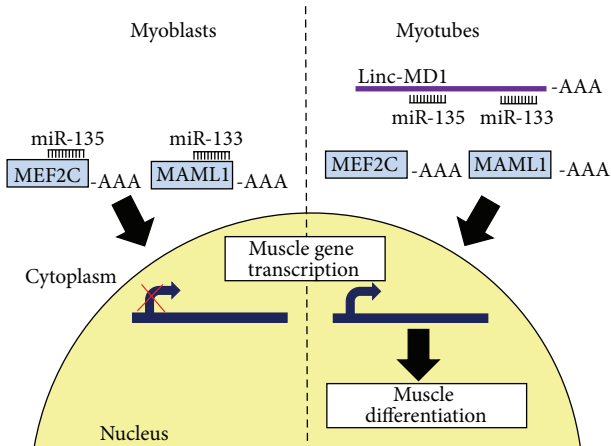 Myoblasts
Myotubes
Linc-MD1
-AAA
miR-135
miR-133
miR-135
miR-133
MEF2C
-AAA
MAML1
-AAA
MEF2C
-AAA
MAML1
-AAA
Muscle gene
transcription
Cytoplasm
Muscle
differentiation
Nucleus